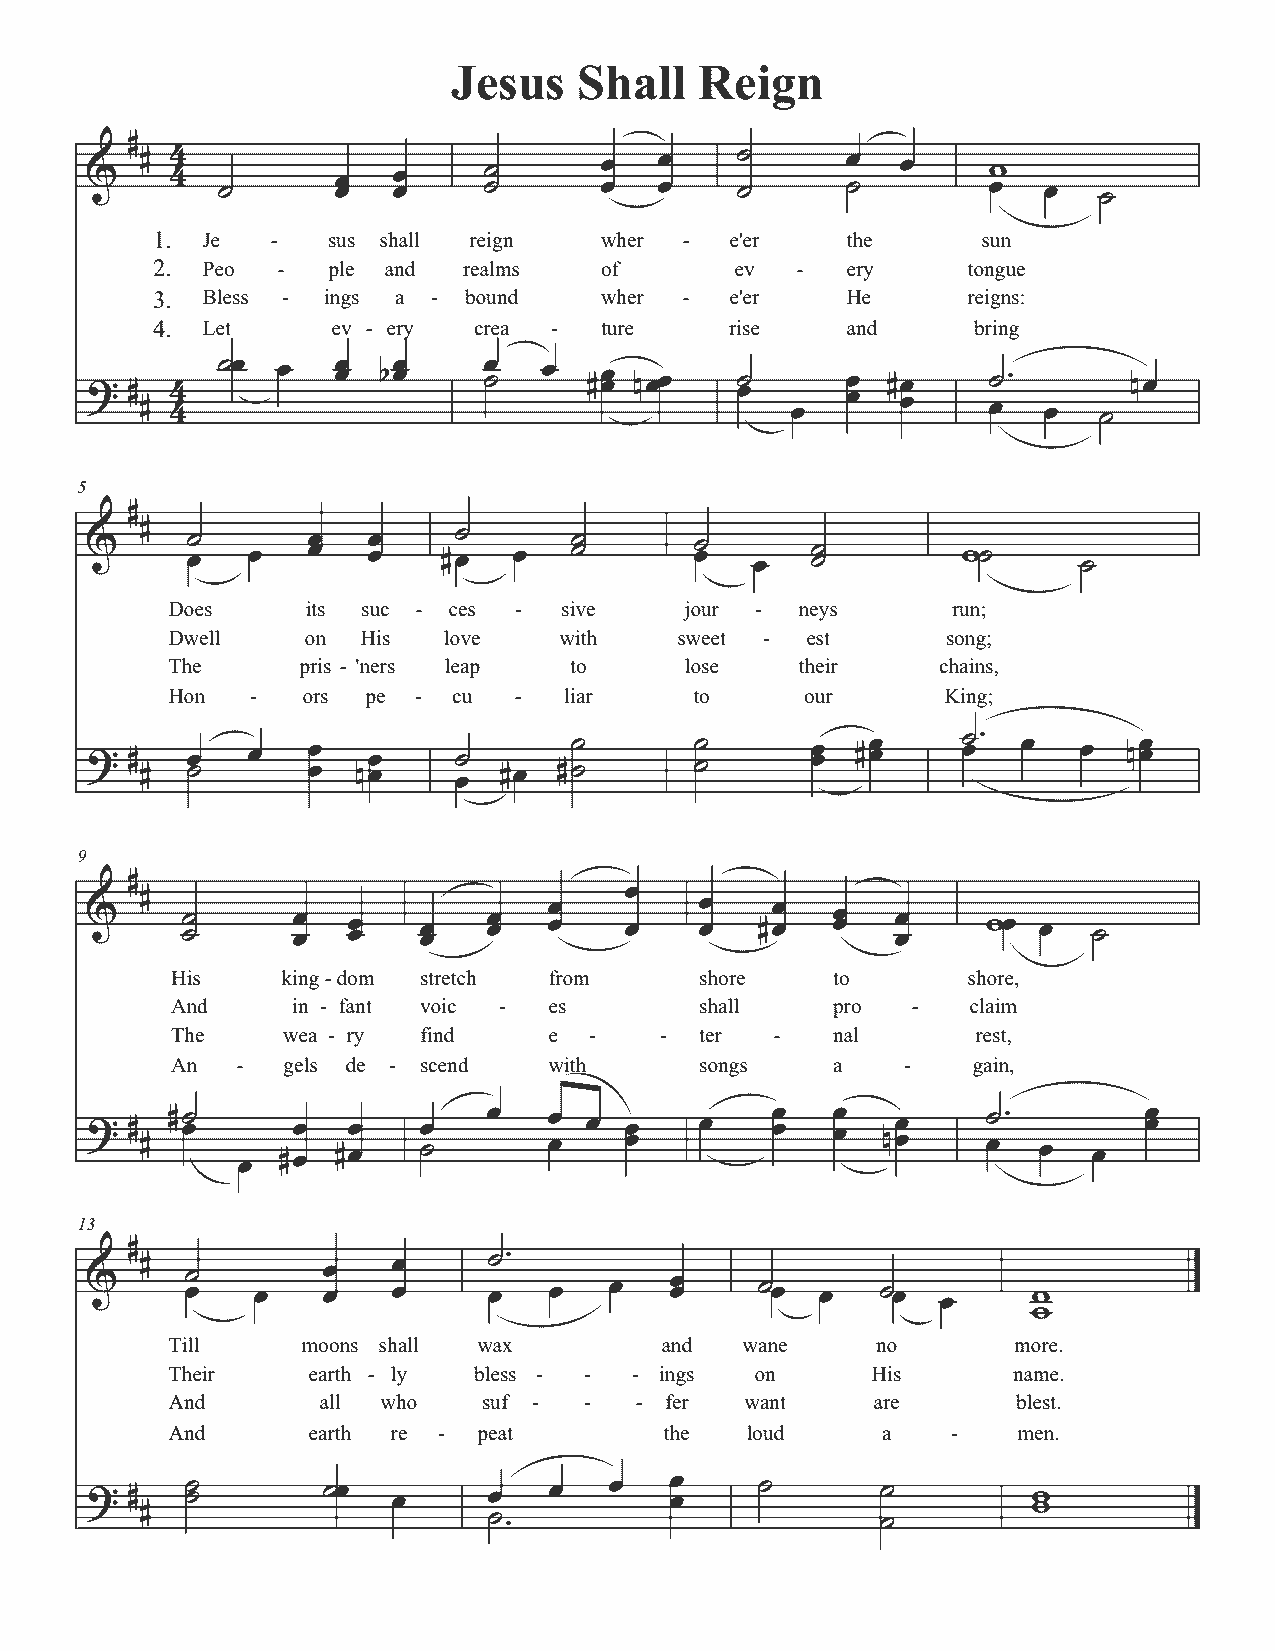 Jesus Shall Reign
4 4
1. Je - sus shall reign wher - e'er the sun
2. Peo - ple and realms of ev - ery tongue
3. Bless - ings a - bound wher - e'er He reigns:
4. Let ev - ery crea - ture rise and bring
4 4
5
Does its suc - ces - sive jour - neys run;
Dwell on His love with sweet - est song;
The pris - 'ners leap to lose their chains,
Hon - ors pe - cu - liar to our King;
9
His king - dom stretch from shore to shore,
And in - fant voic - es shall pro - claim
The wea - ry find e - - ter - nal rest,
An - gels de - scend with songs a - gain,
13
Till moons shall wax and wane no more.
Their earth - ly bless - - - ings on His name.
And all who suf - - - fer want are blest.
And earth re - peat the loud a - men.